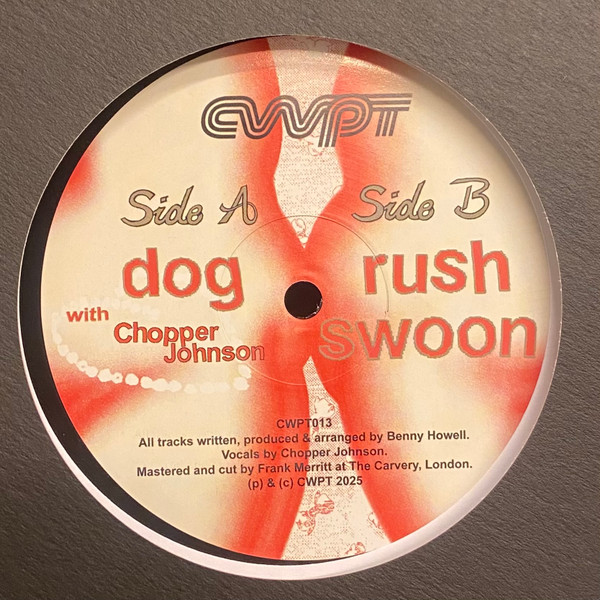 CWPT
Side A
dog
with
Chopper
Johnson
Side B
rush
swoon
CWPT013
All tracks written, produced & arranged by Benny Howell.
Vocals by Chopper Johnson.
Mastered and cut by Frank Merritt at The Carvery, London.
(p) & (c) CWPT 2025